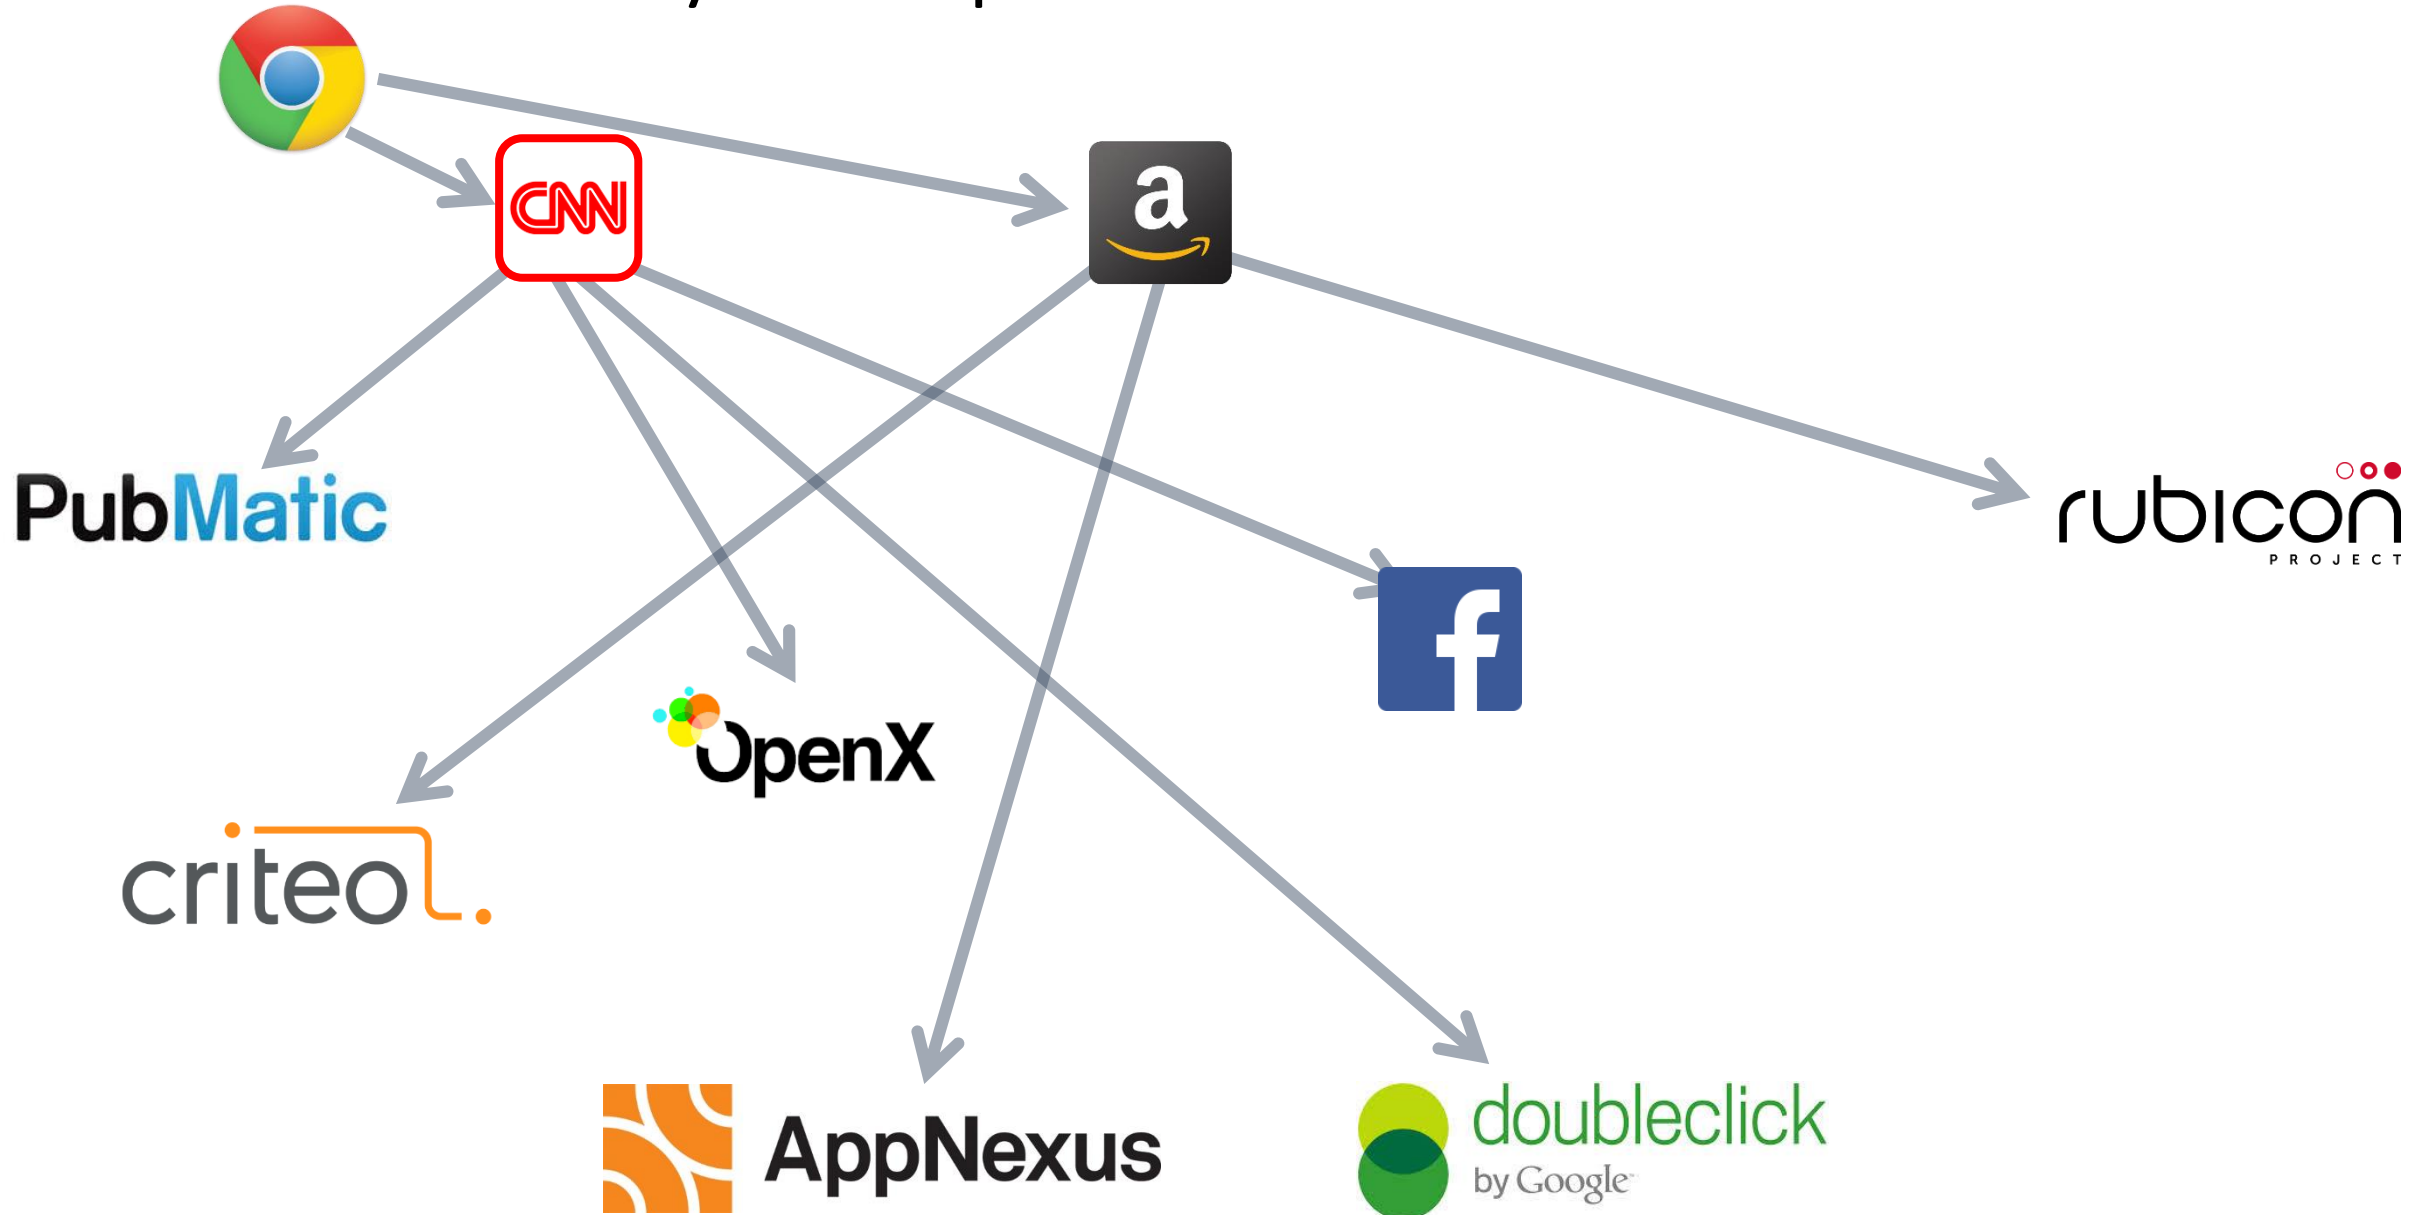 CNN
a
PubMatic
rubicon
PROJECT
f
OpenX
criteo
AppNexus
doubleclick
by Google